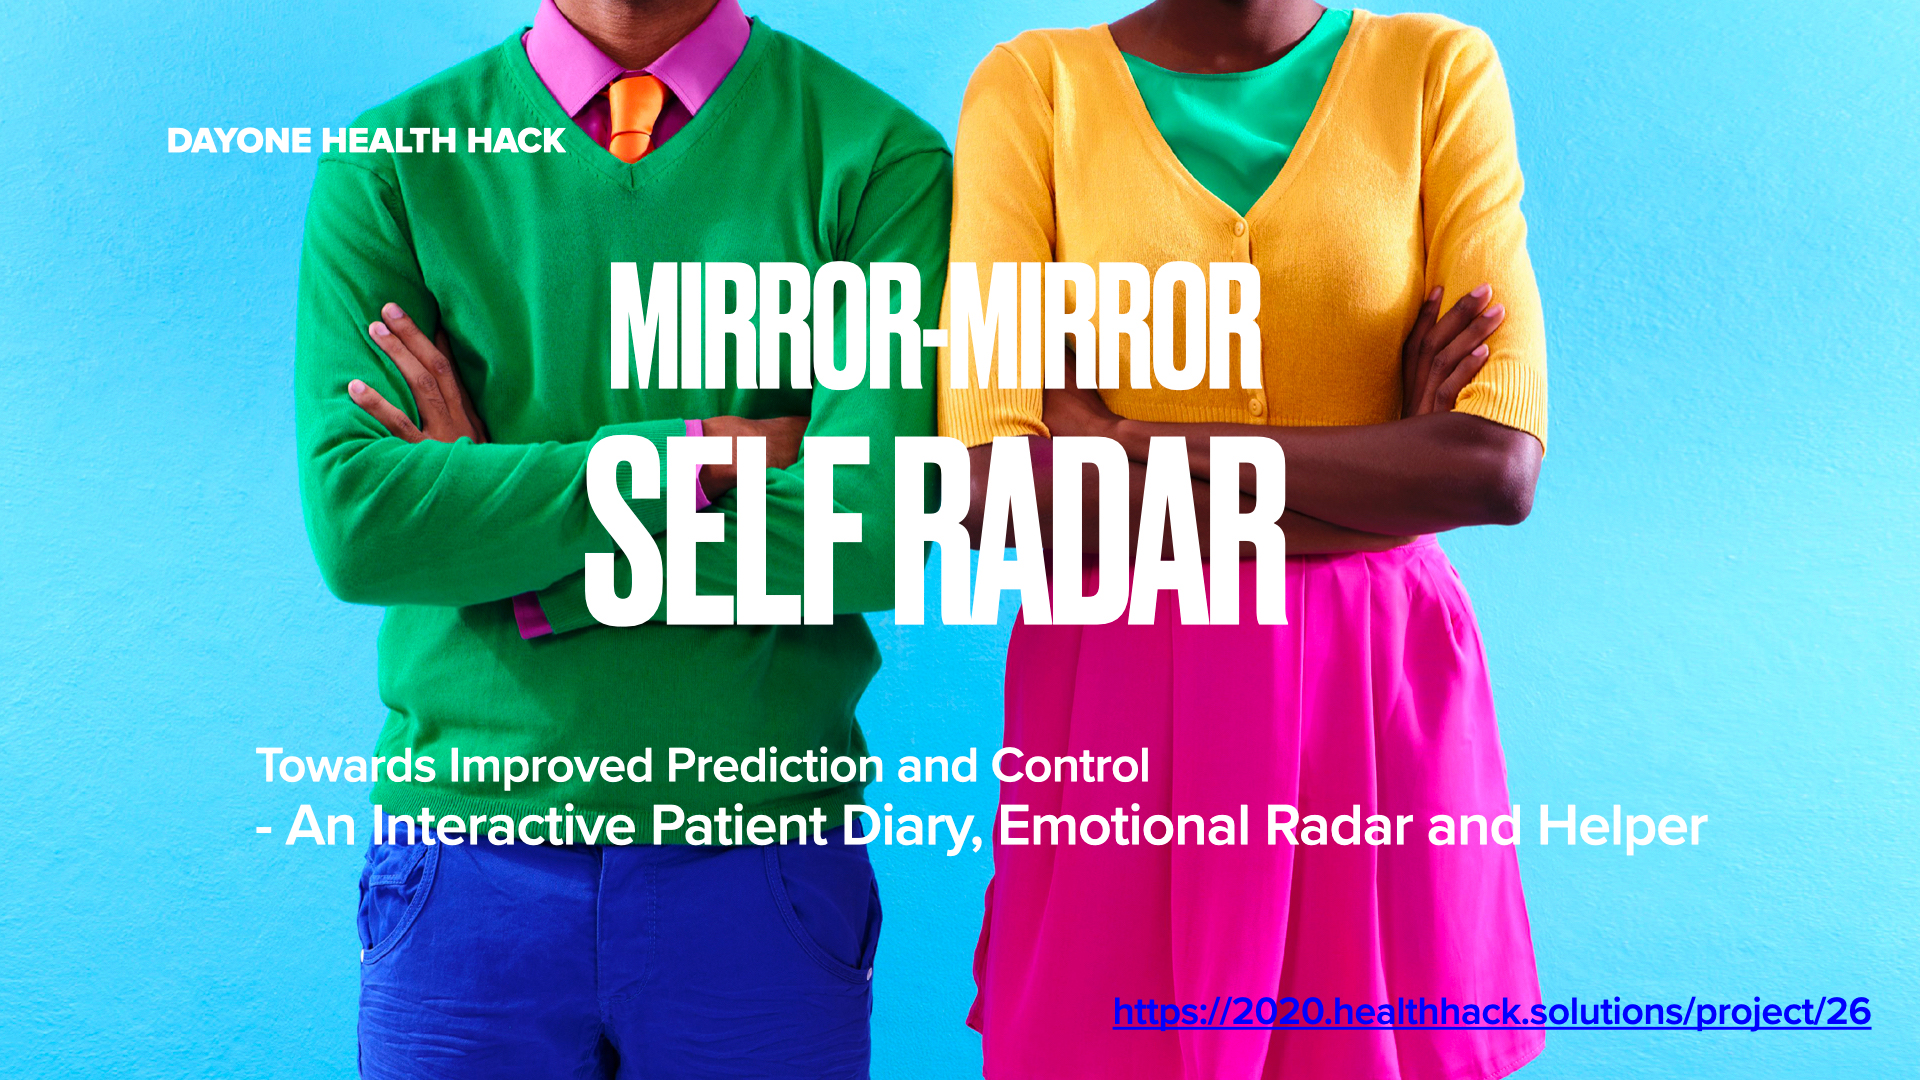 DAYONE HEALTH HACK
MIRROR-MIRROR
SELF RADAR
Towards Improved Prediction and Control
- An Interactive Patient Diary, Emotional Radar and Helper
https://2020.healthhack.solutions/project/26